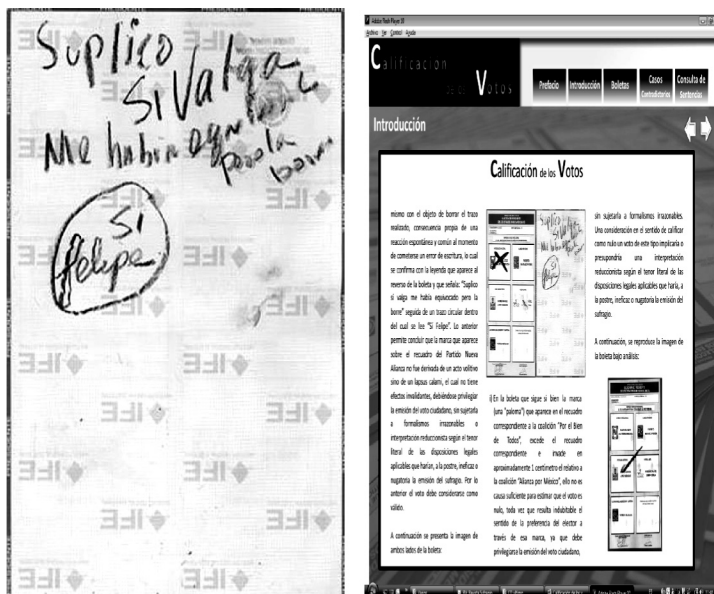 Suplico
Si Valga
Me habia
pero la
Si
felipe
IFE
Adobe Flash Player 10
Archivo Ver Control Ayuda
Calificacion
de los Votos
Prefacio
Introducción
Boletas
Casos
Contradictorios
Consulta de
Sentencias
Introducción
Calificación de los Votos
mismo con el objeto de borrar el trazo
realizado, consecuencia propia de una
reacción espontánea y común al momento
de cometerse un error de escritura, lo cual
se confirma con la leyenda que aparece al
reverso de la boleta y que señala: "Suplico
si valga me había equivocado pero la
borre" seguida de un trazo circular dentro
del cual se lee "Si Felipe". Lo anterior
permite concluir que la marca que aparece
sobre el recuadro del Partido Nueva
Alianza no fue derivada de un acto volitivo
sino de un lapsus calami, el cual no tiene
efectos invalidantes, debiéndose privilegiar
la emisión del voto ciudadano, sin sujetarla
a formalismos irrazonables o
interpretación reduccionista según el tenor
literal de las disposiciones legales
aplicables que harían, a la postre, ineficaz o
nugatoria la emisión del sufragio. Por lo
anterior el voto debe considerarse como
válido.
A continuación se presenta la imagen de
ambos lados de la boleta:
i) En la boleta que sigue si bien la marca
(una "paloma") que aparece en el recuadro
correspondiente a la coalición "Por el Bien
de Todos", excede el recuadro
correspondiente e invade en
aproximadamente 1 centímetro el relativo a
la coalición "Alianza por México", ello no es
causa suficiente para estimar que el voto es
nulo, toda vez que resulta indubitable el
sentido de la preferencia del elector a
través de esa marca, ya que debe
privilegiarse la emisión del voto ciudadano,
sin sujetarla a formalismos irrazonables.
Una consideración en el sentido de calificar
como nulo un voto de este tipo implicaría o
presupondría una interpretación
reduccionista según el tenor literal de las
disposiciones legales aplicables que haría, a
la postre, ineficaz o nugatoria la emisión del
sufragio.
A continuación, se reproduce la imagen de
la boleta bajo análisis: